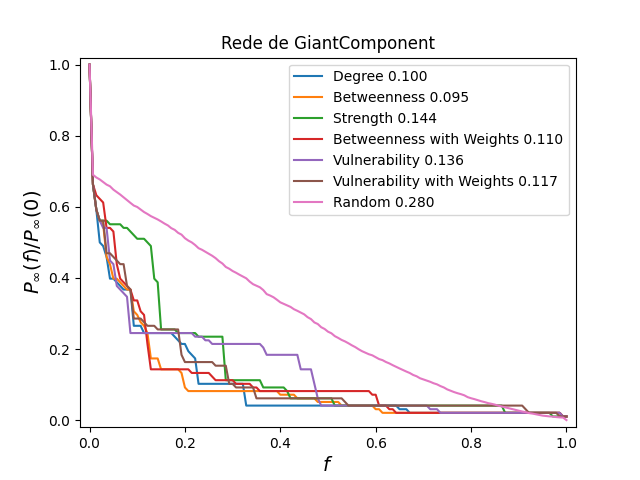 Rede de GiantComponent
Degree 0.100
Betweenness 0.095
Strength 0.144
Betweenness with Weights 0.110
Vulnerability 0.136
Vulnerability with Weights 0.117
Random 0.280
P∞(f)/P∞(0)
1.0
0.8
0.6
0.4
0.2
0.0
0.0 0.2 0.4 0.6 0.8 1.0
f